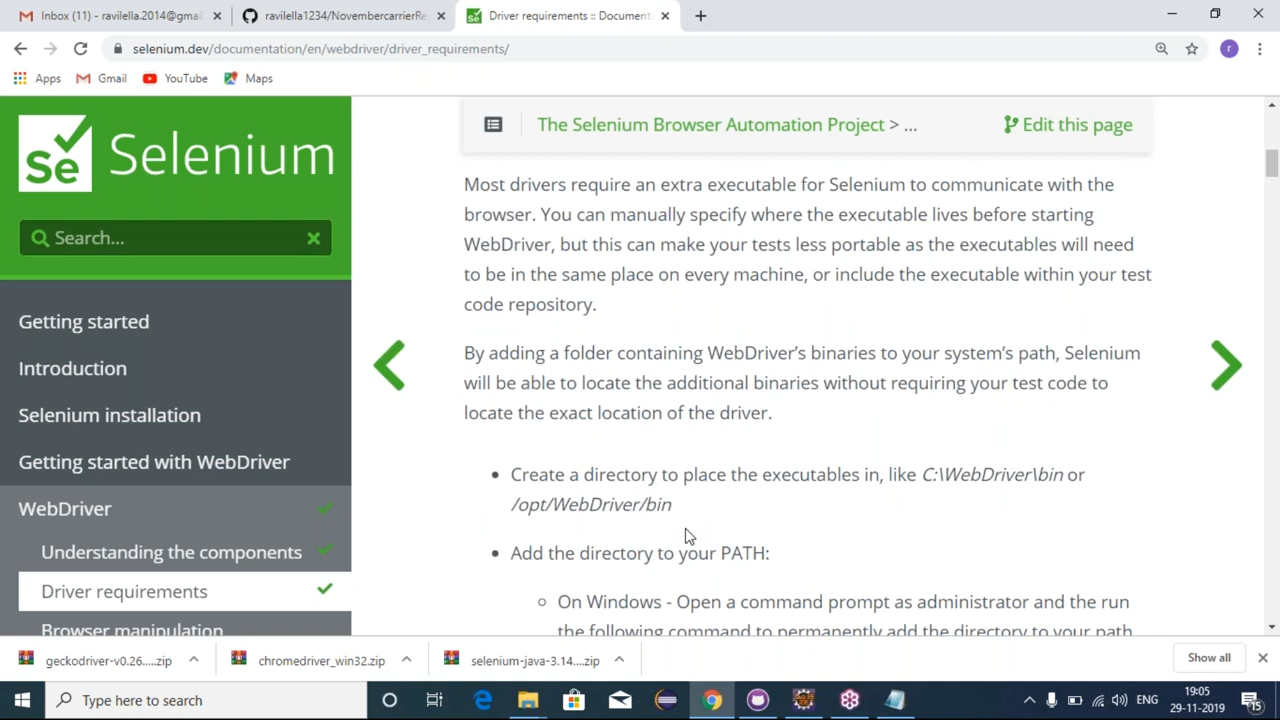 Inbox (11) - ravilella.2014@gmail
ravilella1234/NovembercarrierRe
Driver requirements :: Document
selenium.dev/documentation/en/webdriver/driver_requirements/
r
Apps
Gmail
YouTube
Maps
Se
Selenium
Search...
Getting started
Introduction
Selenium installation
Getting started with WebDriver
WebDriver
Understanding the components
Driver requirements
Browser manipulation
The Selenium Browser Automation Project > ...
Edit this page
Most drivers require an extra executable for Selenium to communicate with the
browser. You can manually specify where the executable lives before starting
WebDriver, but this can make your tests less portable as the executables will need
to be in the same place on every machine, or include the executable within your test
code repository.
By adding a folder containing WebDriver’s binaries to your system’s path, Selenium
will be able to locate the additional binaries without requiring your test code to
locate the exact location of the driver.
Create a directory to place the executables in, like C:\WebDriver\bin or
/opt/WebDriver/bin
Add the directory to your PATH:
On Windows - Open a command prompt as administrator and the run
the following command to permanently add the directory to your path
geckodriver-v0.26....zip
chromedriver_win32.zip
selenium-java-3.14....zip
Show all
Type here to search
ENG
19:05
29-11-2019
15